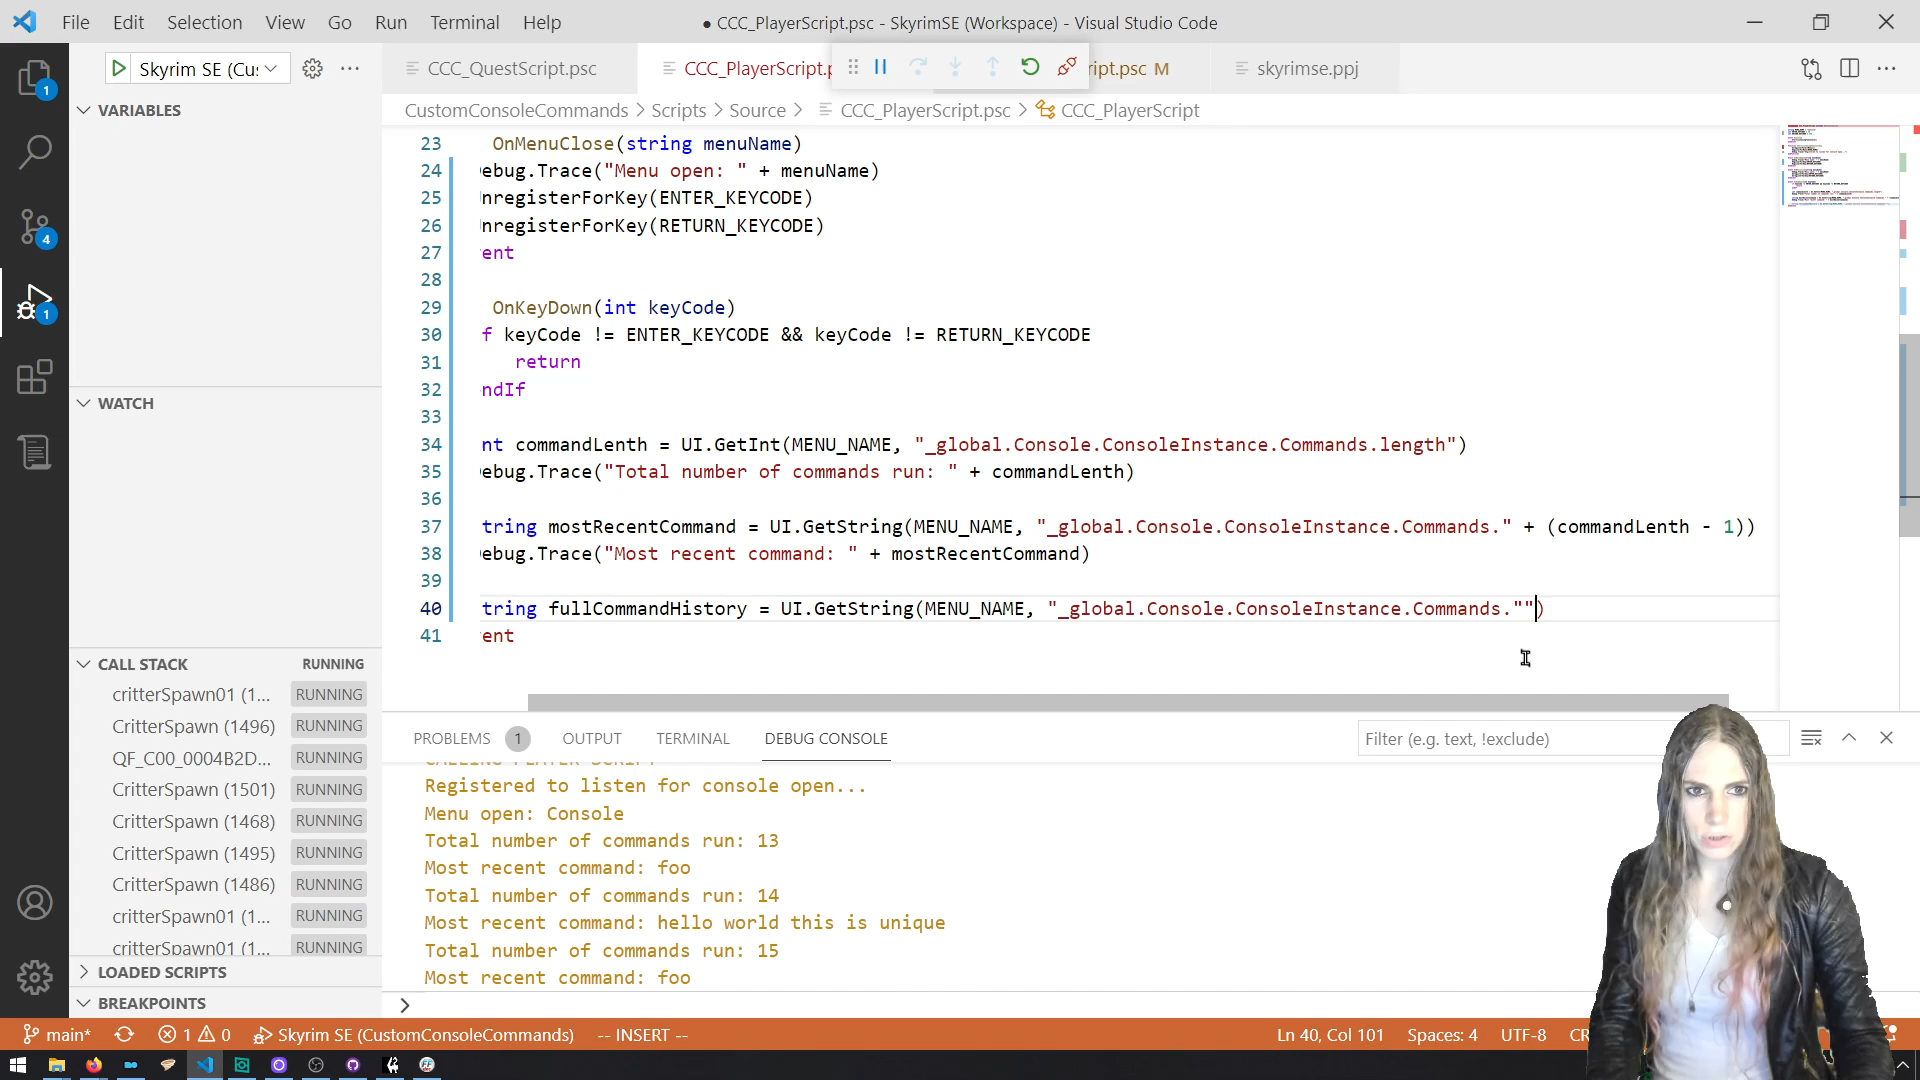 File Edit Selection View Go Run Terminal Help
● CCC_PlayerScript.psc - SkyrimSE (Workspace) - Visual Studio Code
Skyrim SE (Cu
CCC_QuestScript.psc
CCC_PlayerScript.p
ript.psc M
skyrimse.ppj
CustomConsoleCommands > Scripts > Source > CCC_PlayerScript.psc > CCC_PlayerScript
VARIABLES
WATCH
CALL STACK RUNNING
critterSpawn01 (1... RUNNING
CritterSpawn (1496) RUNNING
QF_C00_0004B2D... RUNNING
CritterSpawn (1501) RUNNING
CritterSpawn (1468) RUNNING
CritterSpawn (1495) RUNNING
CritterSpawn (1486) RUNNING
critterSpawn01 (1... RUNNING
critterSpawn01 (1... RUNNING
LOADED SCRIPTS
BREAKPOINTS
1
4
1
23 OnMenuClose(string menuName)
24 ebug.Trace("Menu open: " + menuName)
25 nregisterForKey(ENTER_KEYCODE)
26 nregisterForKey(RETURN_KEYCODE)
27 ent
28
29 OnKeyDown(int keyCode)
30 f keyCode != ENTER_KEYCODE && keyCode != RETURN_KEYCODE
31 return
32 ndIf
33
34 nt commandLenth = UI.GetInt(MENU_NAME, "_global.Console.ConsoleInstance.Commands.length")
35 ebug.Trace("Total number of commands run: " + commandLenth)
36
37 tring mostRecentCommand = UI.GetString(MENU_NAME, "_global.Console.ConsoleInstance.Commands." + (commandLenth - 1))
38 ebug.Trace("Most recent command: " + mostRecentCommand)
39
40 tring fullCommandHistory = UI.GetString(MENU_NAME, "_global.Console.ConsoleInstance.Commands."")
41 ent
PROBLEMS 1 OUTPUT TERMINAL DEBUG CONSOLE
Filter (e.g. text, !exclude)
CALLING PLAYER SCRIPT
Registered to listen for console open...
Menu open: Console
Total number of commands run: 13
Most recent command: foo
Total number of commands run: 14
Most recent command: hello world this is unique
Total number of commands run: 15
Most recent command: foo
>
main* 1 0 Skyrim SE (CustomConsoleCommands) -- INSERT --
Ln 40, Col 101 Spaces: 4 UTF-8 CR